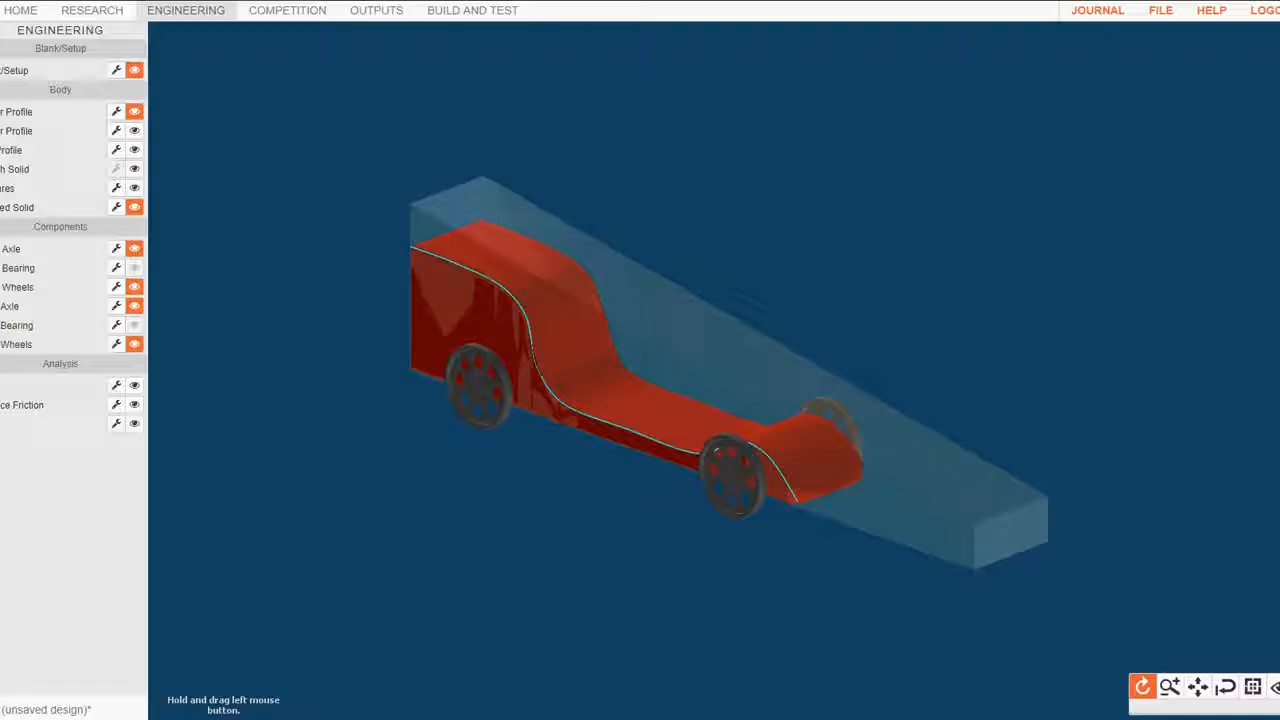 HOME RESEARCH ENGINEERING COMPETITION OUTPUTS BUILD AND TEST JOURNAL FILE HELP LOGO
ENGINEERING
Blank/Setup
/Setup
Body
r Profile
r Profile
rofile
h Solid
res
ed Solid
Components
Axle
Bearing
Wheels
Axle
Bearing
Wheels
Analysis
ce Friction
Hold and drag left mouse
button.
(unsaved design)*